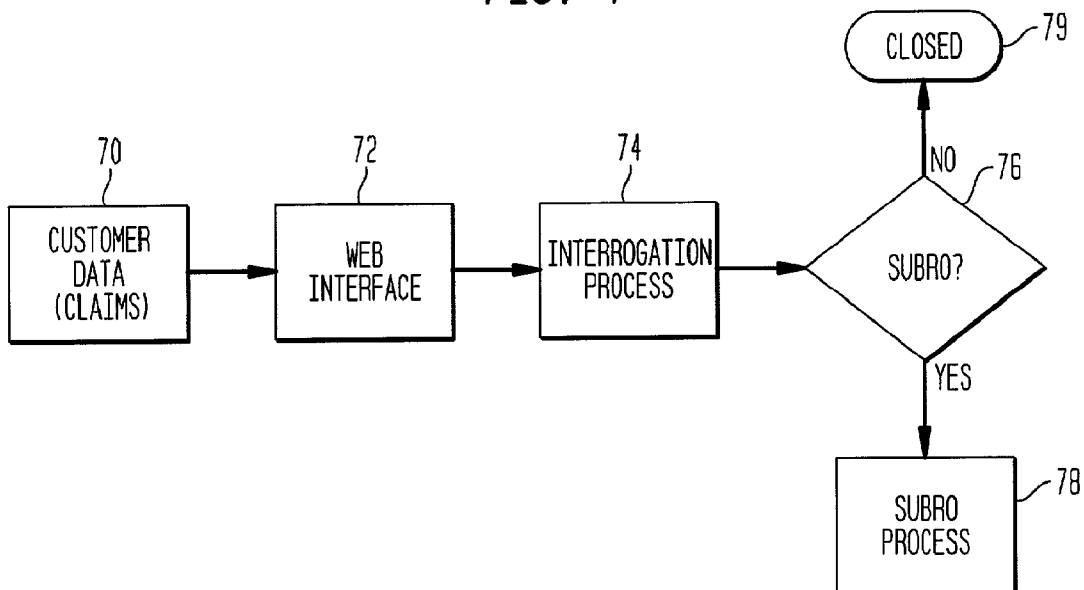 79
CLOSED
70
72
74
NO
76
CUSTOMER
DATA
(CLAIMS)
WEB
INTERFACE
INTERROGATION
PROCESS
SUBRO?
YES
78
SUBRO
PROCESS